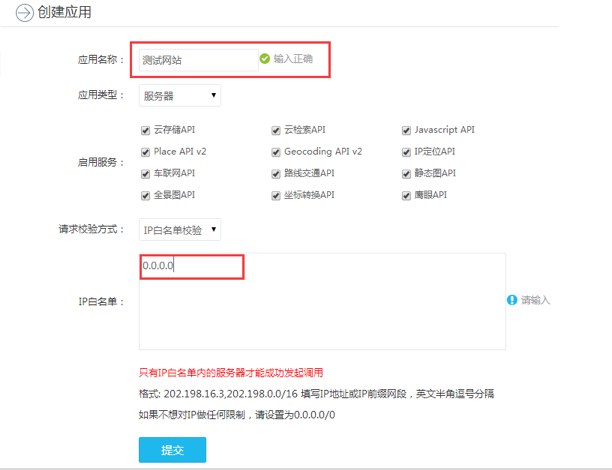 创建应用
应用名称： 测试网站 输入正确
应用类型： 服务器
云存储API 云检索API Javascript API
Place API v2 Geocoding API v2 IP定位API
启用服务：
车联网API 路线交通API 静态图API
全景图API 坐标转换API 鹰眼API
请求校验方式： IP白名单校验
0.0.0.0
IP白名单： 请输入
只有IP白名单内的服务器才能成功发起调用
格式: 202.198.16.3,202.198.0.0/16 填写IP地址或IP前缀网段，英文半角逗号分隔
如果不想对IP做任何限制，请设置为0.0.0.0/0
提交